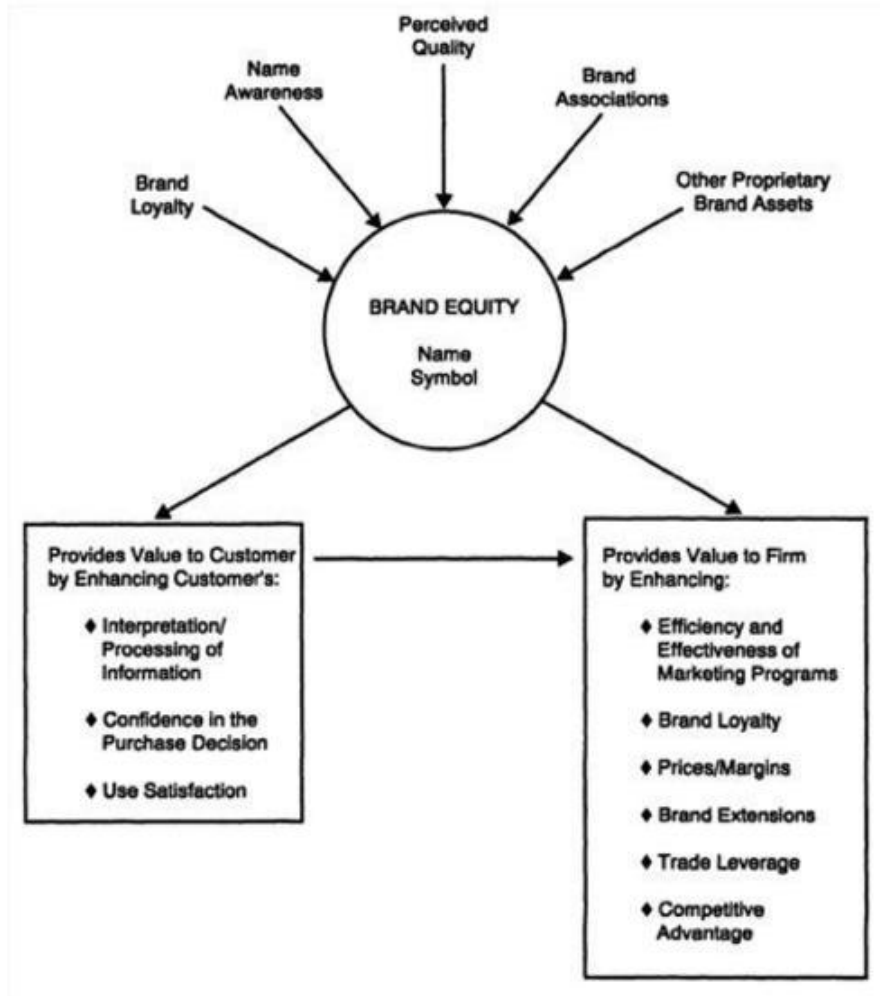 Perceived
Quality
Name
Awareness
Brand
Associations
Brand
Loyalty
Other Proprietary
Brand Assets
BRAND EQUITY
Name
Symbol
Provides Value to Customer
by Enhancing Customer's:
♦ Interpretation/
Processing of
Information
♦ Confidence in the
Purchase Decision
♦ Use Satisfaction
Provides Value to Firm
by Enhancing:
♦ Efficiency and
Effectiveness of
Marketing Programs
♦ Brand Loyalty
♦ Prices/Margins
♦ Brand Extensions
♦ Trade Leverage
♦ Competitive
Advantage